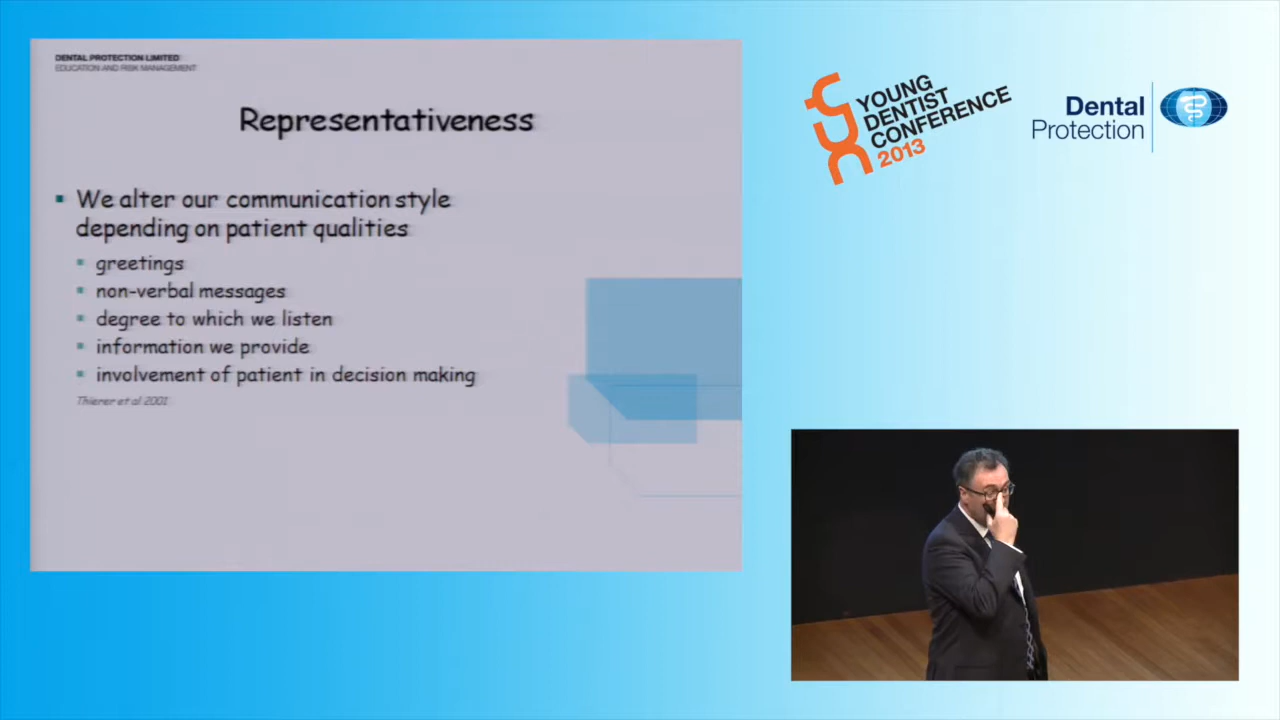 DENTAL PROTECTION LIMITED
EDUCATION AND RISK MANAGEMENT
Representativeness
We alter our communication style
depending on patient qualities
greetings
non-verbal messages
degree to which we listen
information we provide
involvement of patient in decision making
Thierer et al 2001
YOUNG
DENTIST
CONFERENCE
2013
Dental
Protection